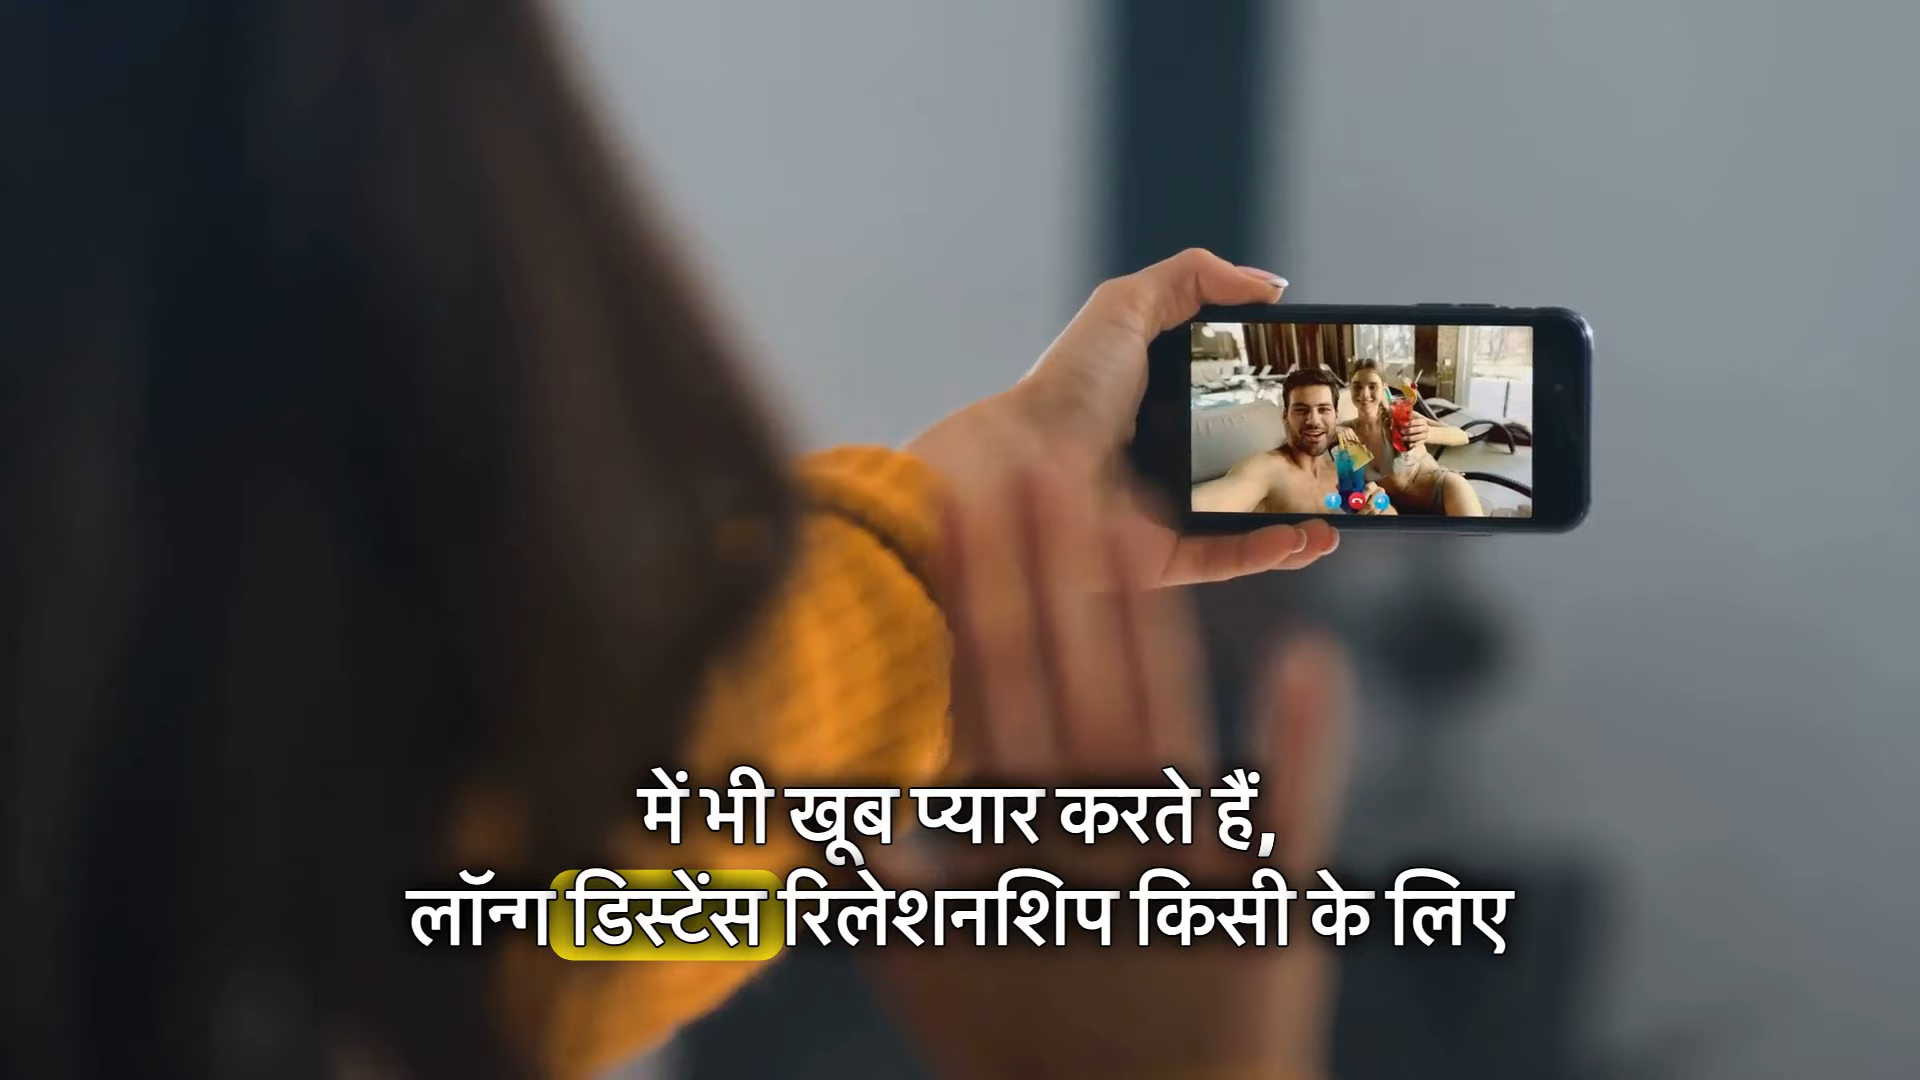 में भी खूब प्यार करते हैं,
लॉन्ग डिस्टेंस रिलेशनशिप किसी के लिए